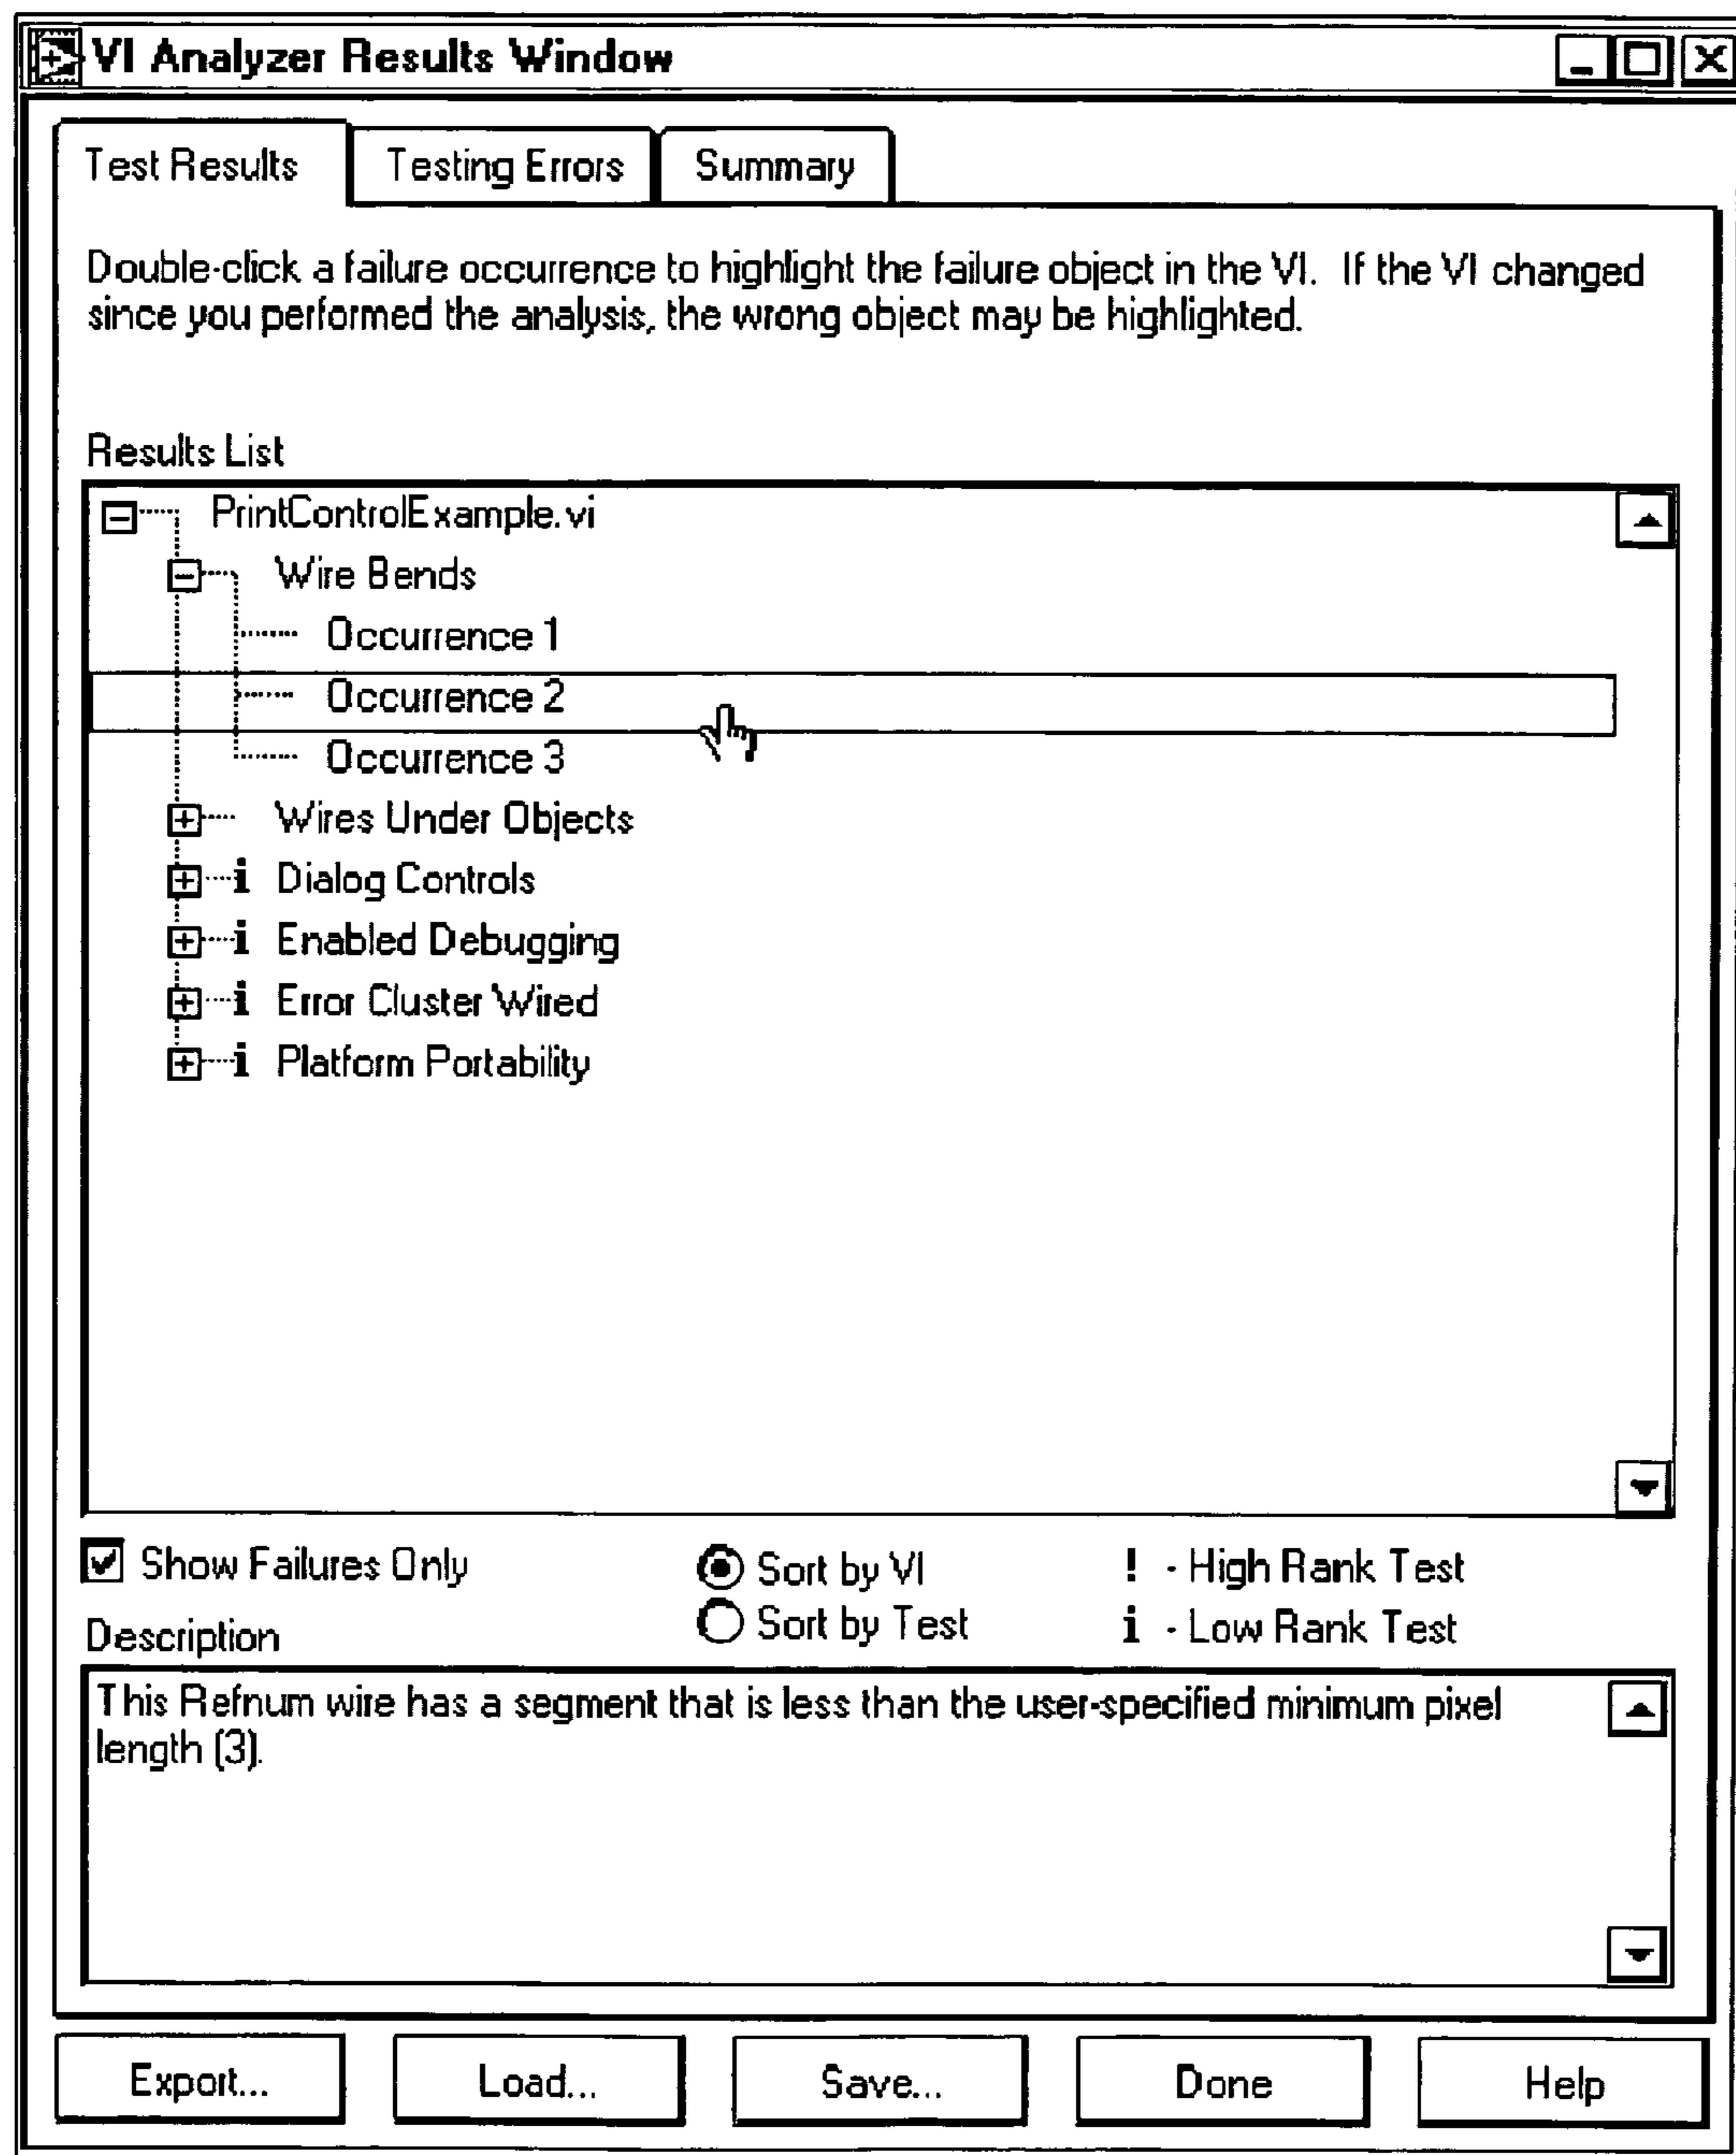 VI Analyzer Results Window
Test Results
Testing Errors
Summary
Double-click a failure occurrence to highlight the failure object in the VI. If the VI changed
since you performed the analysis, the wrong object may be highlighted.
Results List
PrintControlExample.vi
Wire Bends
Occurrence 1
Occurrence 2
Occurrence 3
Wires Under Objects
i Dialog Controls
i Enabled Debugging
i Error Cluster Wired
i Platform Portability
Show Failures Only
Sort by VI
! - High Rank Test
Sort by Test
i - Low Rank Test
Description
This Refnum wire has a segment that is less than the user-specified minimum pixel
length (3).
Export...
Load...
Save...
Done
Help